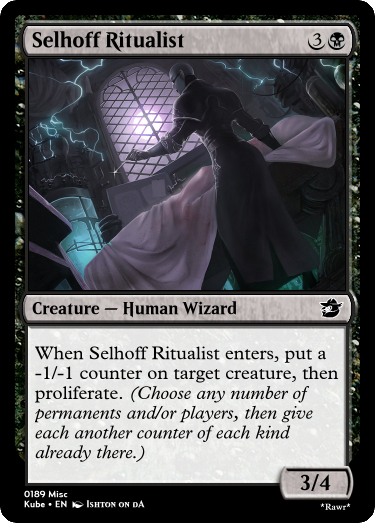 Selhoff Ritualist 3
Creature — Human Wizard
When Selhoff Ritualist enters, put a
-1/-1 counter on target creature, then
proliferate. (Choose any number of
permanents and/or players, then give
each another counter of each kind
already there.)
3/4
0189 Misc
Kube • EN Ishton on dA
*Rawr*